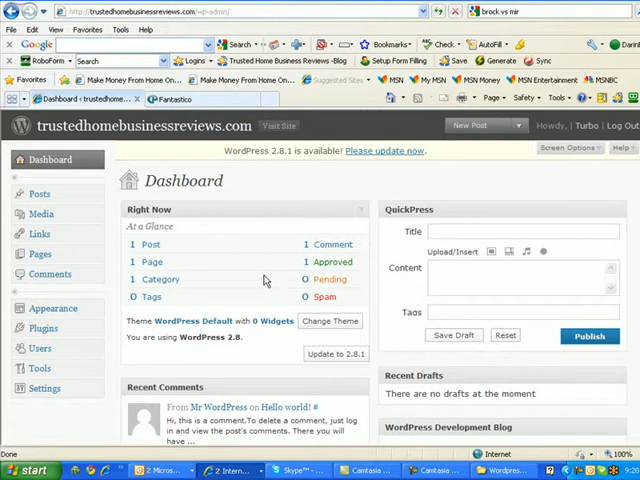 http://trustedhomebusinessreviews.com/wp-admin/
brock vs mir
File Edit View Favorites Tools Help
Google Search Bookmarks Check AutoFill
RoboForm Search Logins Trusted Home Business Reviews -Blog Setup Form Filling Save Generate Sync
Favorites Make Money From Home On... Make Money From Home On... Suggested Sites MSN My MSN MSN Money MSN Entertainment MSNBC
Dashboard ‹ trustedhomebusi... Fantastico
Page Safety Tools
trustedhomebusinessreviews.com Visit Site
New Post Howdy, Turbo | Log Out
WordPress 2.8.1 is available! Please update now.
Screen Options Help
Dashboard
Posts
Media
Links
Pages
Comments
Appearance
Plugins
Users
Tools
Settings
Dashboard
Right Now
At a Glance
1 Post 1 Comment
1 Page 1 Approved
1 Category 0 Pending
0 Tags 0 Spam
Theme WordPress Default with 0 Widgets Change Theme
You are using WordPress 2.8.
Update to 2.8.1
Recent Comments
From Mr WordPress on Hello world! #
Hi, this is a comment.To delete a comment, just log
in and view the post's comments. There you will
have ...
QuickPress
Title
Upload/Insert
Content
Tags
Save Draft Reset Publish
Recent Drafts
There are no drafts at the moment
WordPress Development Blog
Done Internet 100%
start 2 Micros... 2 Intern... Skype™ -... Camtasia Camtasia ... Wordpres... 9:20